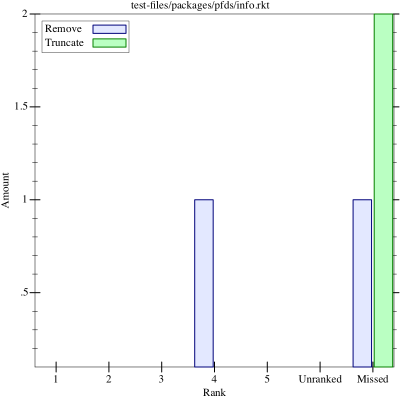 test-files/packages/pfds/info.rkt
Remove
Truncate
Amount
2
1.5
1
.5
1 2 3 4 5 Unranked Missed
Rank